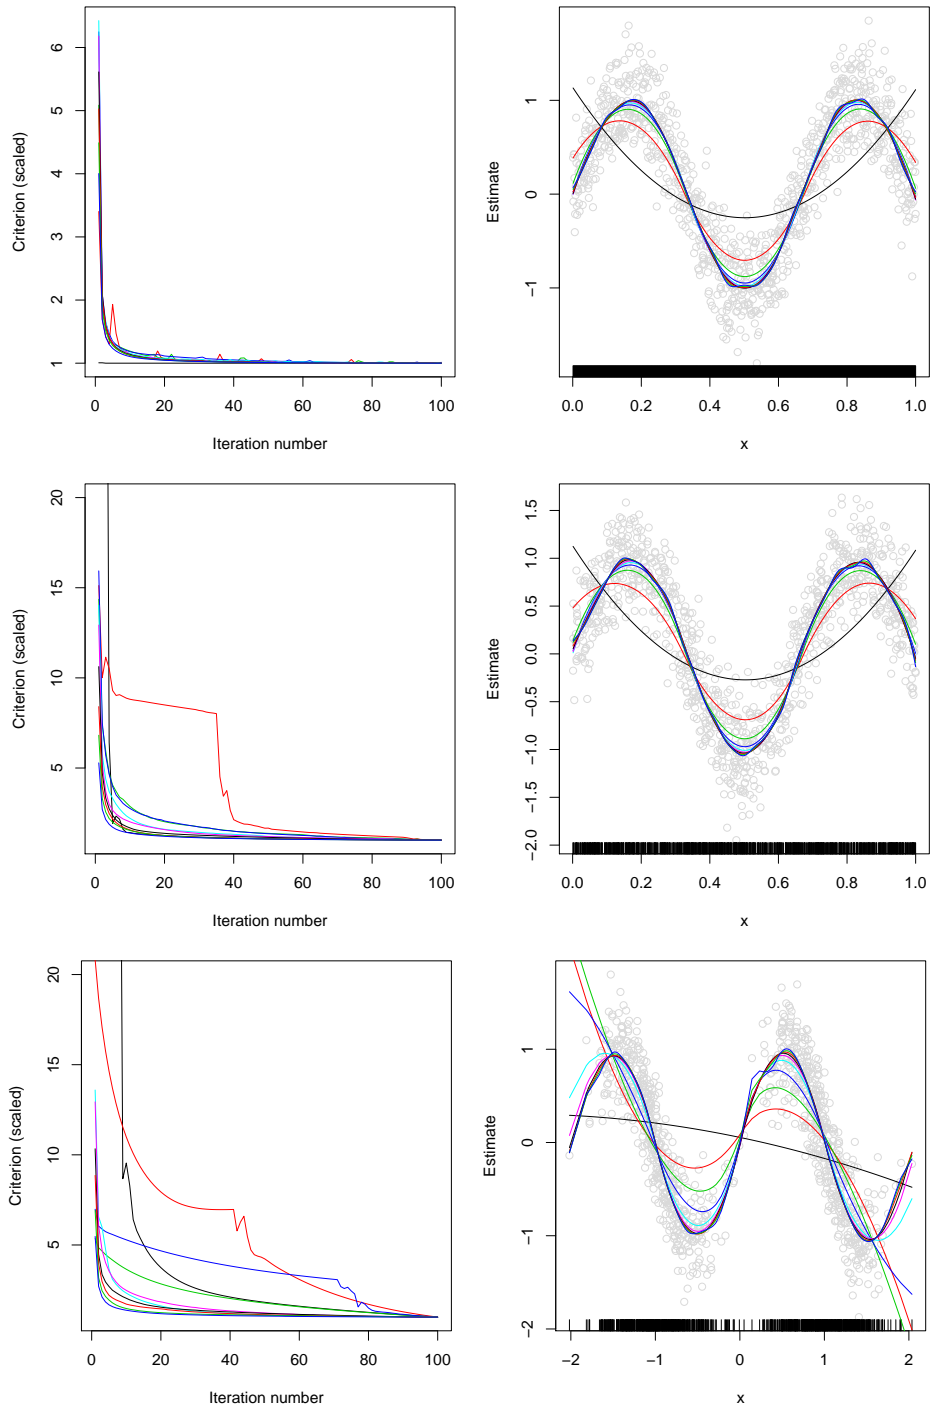 Criterion (scaled)
1 2 3 4 5 6
0 20 40 60 80 100
Iteration number
Estimate
−1 0 1
0.0 0.2 0.4 0.6 0.8 1.0
x
Criterion (scaled)
5 10 15 20
0 20 40 60 80 100
Iteration number
Estimate
−2.0 −1.5 −1.0 −0.5 0.0 0.5 1.0 1.5
0.0 0.2 0.4 0.6 0.8 1.0
x
Criterion (scaled)
5 10 15 20
0 20 40 60 80 100
Iteration number
Estimate
−2 −1 0 1
−2 −1 0 1 2
x